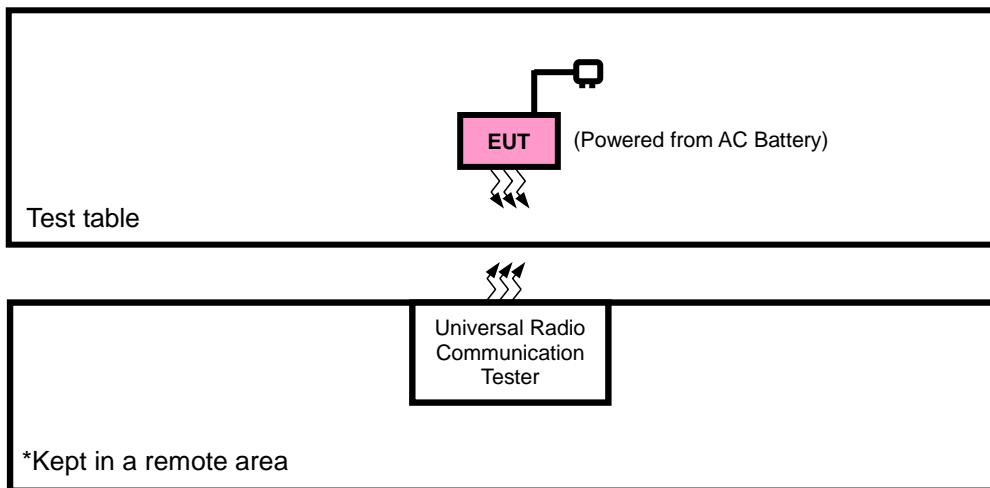 EUT
(Powered from AC Battery)
Test table
Universal Radio
Communication
Tester
*Kept in a remote area